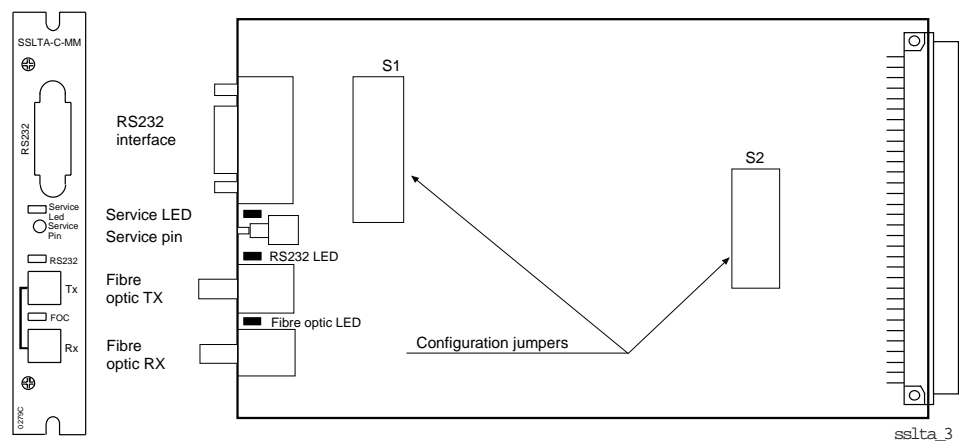 SSLTA-C-MM
RS232
Service
Led
Service
Pin
RS232
Tx
FOC
Rx
0279C
RS232
interface
Service LED
Service pin
Fibre
optic TX
Fibre
optic RX
S1
S2
RS232 LED
Fibre optic LED
Configuration jumpers
sslta_3